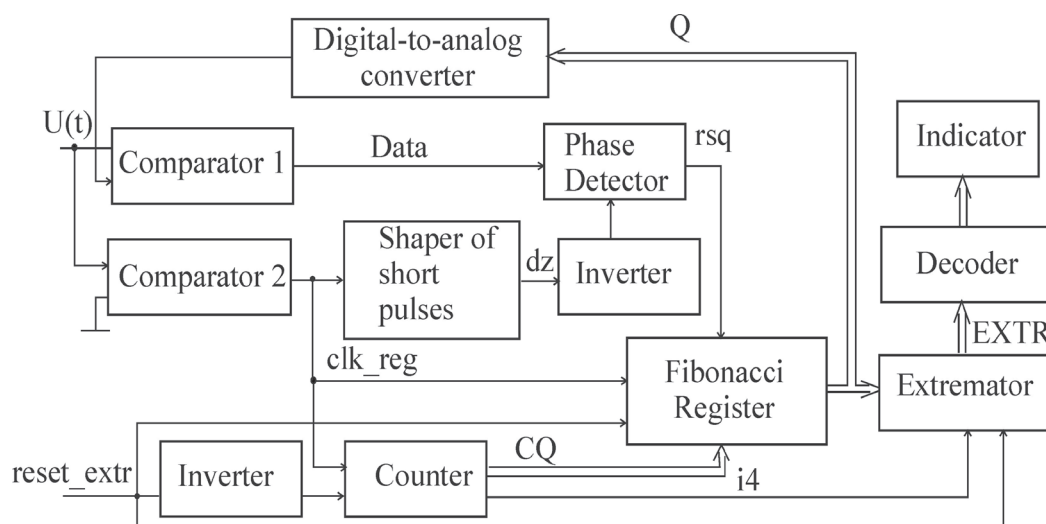 Q
Digital-to-analog
converter
U(t)
Comparator 1
Data
Phase
Detector
rsq
Indicator
Comparator 2
Shaper of
short
pulses
dz
Inverter
Decoder
EXTR
clk_reg
Fibonacci
Register
Extremator
reset_extr
Inverter
Counter
CQ
i4